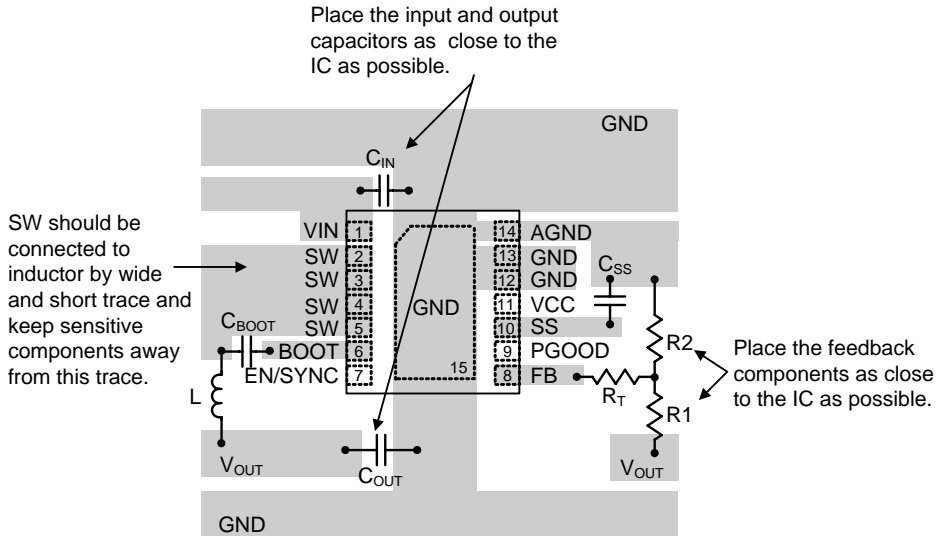 Place the input and output
capacitors as close to the
IC as possible.
GND
CIN
SW should be
connected to
inductor by wide
and short trace and
keep sensitive
components away
from this trace.
VIN 1
SW 2
SW 3
SW 4
SW 5
BOOT 6
EN/SYNC 7
GND
15
14 AGND
13 GND
12 GND
11 VCC
10 SS
9 PGOOD
8 FB
CSS
CBOOT
L
R2
RT
R1
Place the feedback
components as close
to the IC as possible.
VOUT
COUT
VOUT
GND